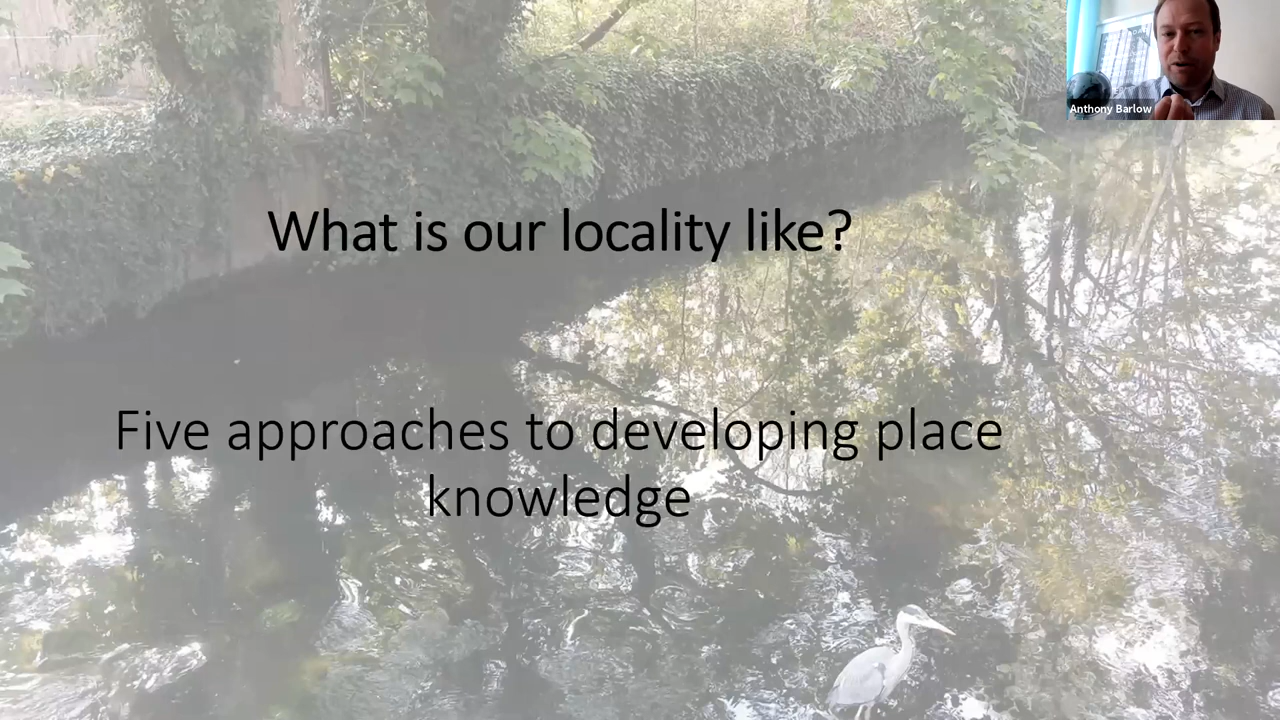 Anthony Barlow
What is our locality like?
Five approaches to developing place
knowledge